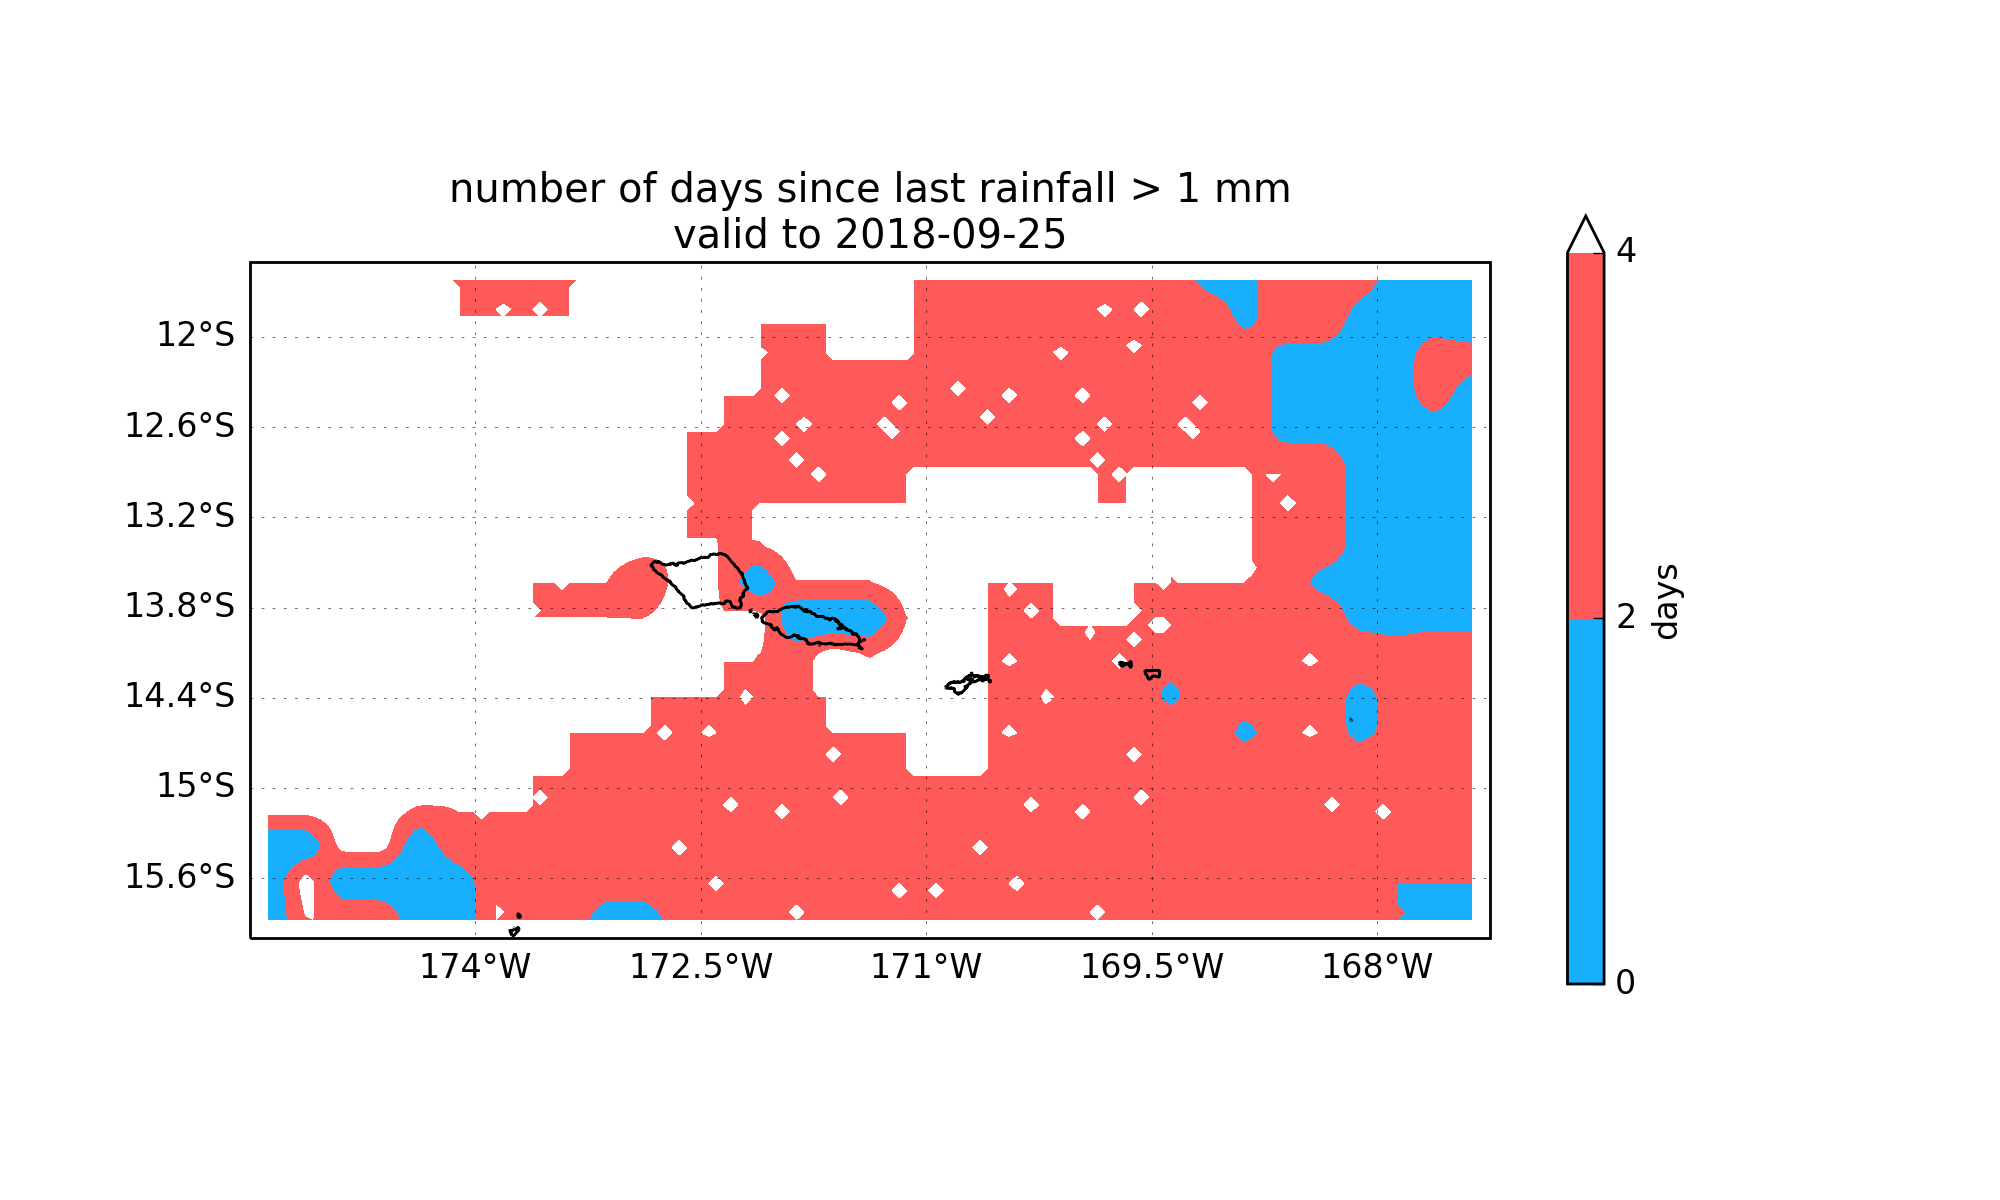 number of days since last rainfall > 1 mm
valid to 2018-09-25
12°S
12.6°S
13.2°S
13.8°S
14.4°S
15°S
15.6°S
174°W
172.5°W
171°W
169.5°W
168°W
4
2
0
days